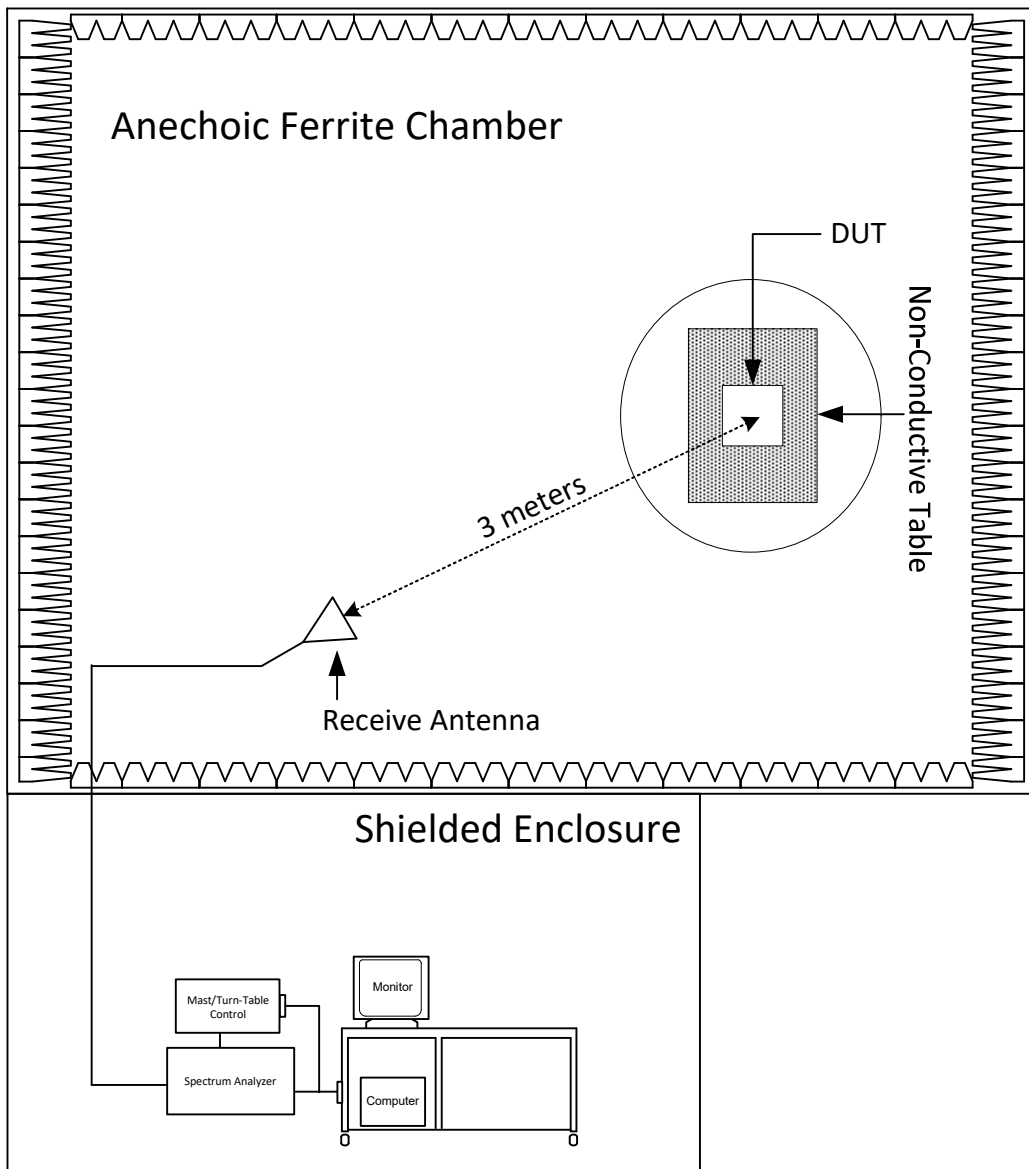 Anechoic Ferrite Chamber
DUT
Non-Conductive Table
3 meters
Receive Antenna
Shielded Enclosure
Monitor
Mast/Turn-Table
Control
Spectrum Analyzer
Computer